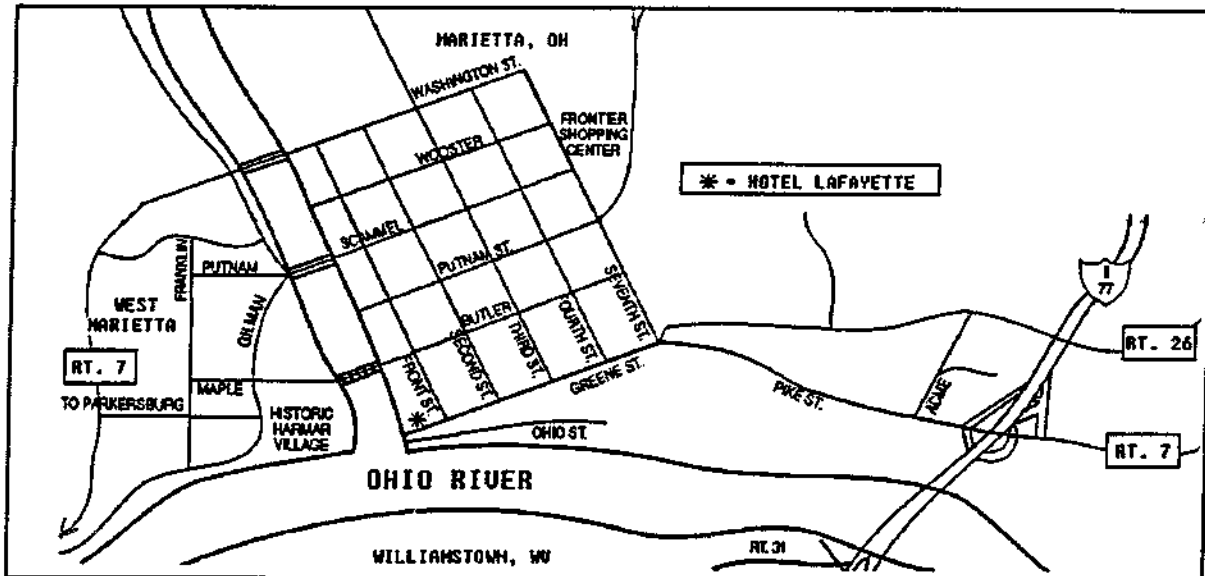 MARIETTA, OH
WASHINGTON ST.
FRONTIER
SHOPPING
CENTER
WOOSTER
✳ - HOTEL LAFAYETTE
SCAMMEL
PUTNAM ST.
FRANKLIN
PUTNAM
GILMAN
WEST
MARIETTA
RT. 7
TO PARKERSBURG
MAPLE
HISTORIC
HARMAR
VILLAGE
BUTLER
FRONT ST.
SECOND ST.
THIRD ST.
FOURTH ST.
SEVENTH ST.
GREENE ST.
OHIO ST.
PIKE ST.
ACME
77
RT. 26
RT. 7
OHIO RIVER
WILLIAMSTOWN, WV
RT. 31